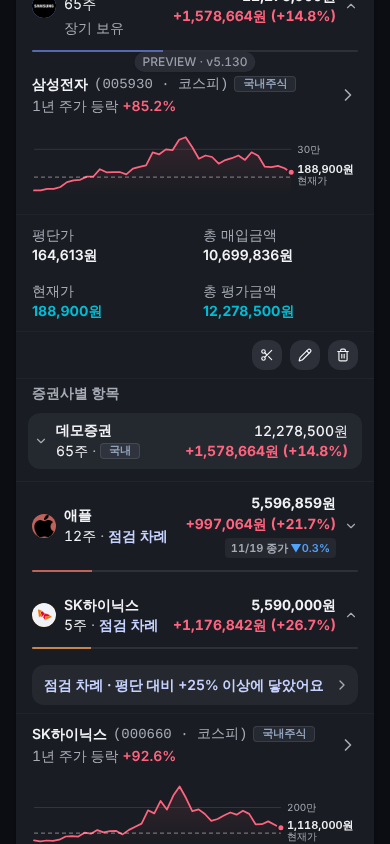 65주
+1,578,664원 (+14.8%)
장기 보유
PREVIEW · v5.130
삼성전자 (005930 · 코스피) 국내주식
1년 주가 등락 +85.2%
30만
188,900원
현재가
평단가
총 매입금액
164,613원
10,699,836원
현재가
총 평가금액
188,900원
12,278,500원
증권사별 항목
데모증권
12,278,500원
65주 · 국내
+1,578,664원 (+14.8%)
애플
5,596,859원
12주 · 점검 차례
+997,064원 (+21.7%)
11/19 종가 ▼0.3%
SK하이닉스
5,590,000원
5주 · 점검 차례
+1,176,842원 (+26.7%)
점검 차례 · 평단 대비 +25% 이상에 닿았어요
SK하이닉스 (000660 · 코스피) 국내주식
1년 주가 등락 +92.6%
200만
1,118,000원
현재가